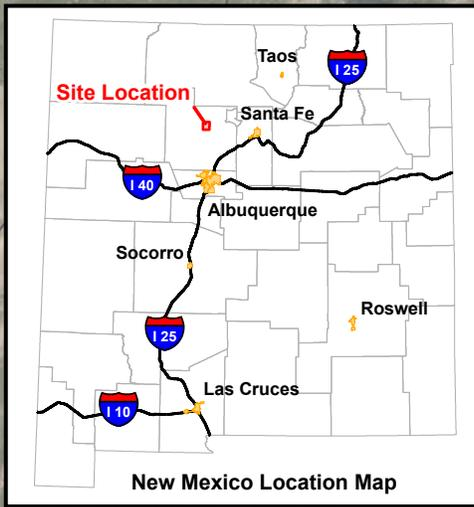 Taos
I 25
Site Location
Santa Fe
I 40
Albuquerque
Socorro
Roswell
I 25
Las Cruces
I 10
New Mexico Location Map